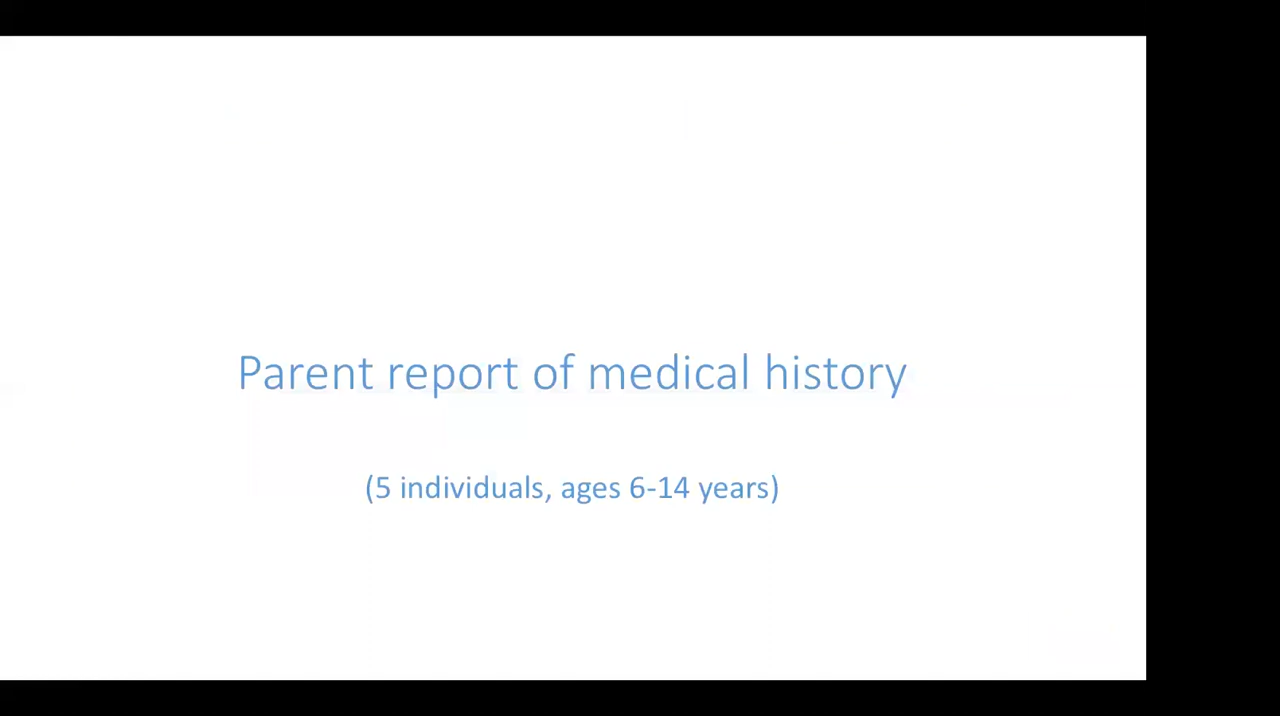 Parent report of medical history
(5 individuals, ages 6-14 years)